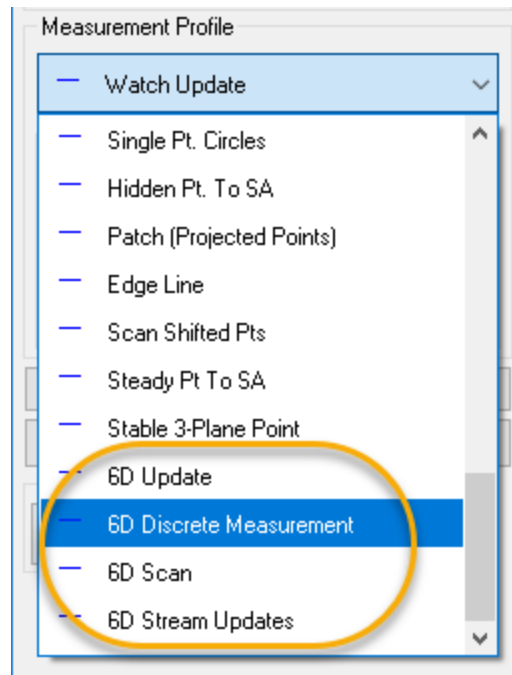 Measurement Profile
Watch Update
Single Pt. Circles
Hidden Pt. To SA
Patch (Projected Points)
Edge Line
Scan Shifted Pts
Steady Pt To SA
Stable 3-Plane Point
6D Update
6D Discrete Measurement
6D Scan
6D Stream Updates